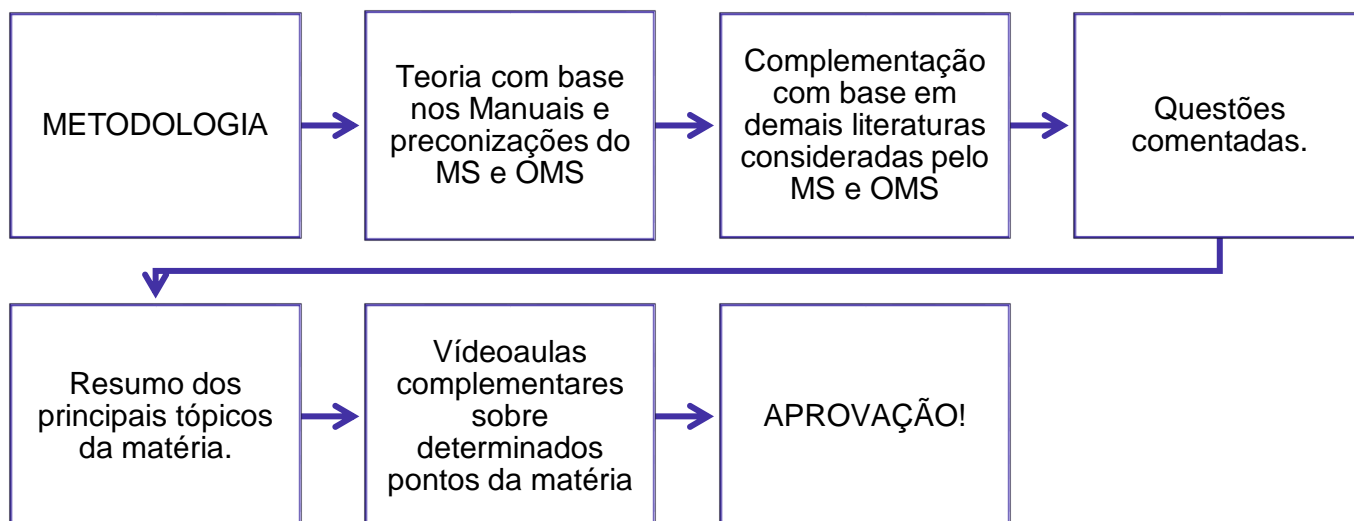 METODOLOGIA
Teoria com base
nos Manuais e
preconizações do
MS e OMS
Complementação
com base em
demais literaturas
consideradas pelo
MS e OMS
Questões
comentadas.
Resumo dos
principais tópicos
da matéria.
Vídeoaulas
complementares
sobre
determinados
pontos da matéria
APROVAÇÃO!